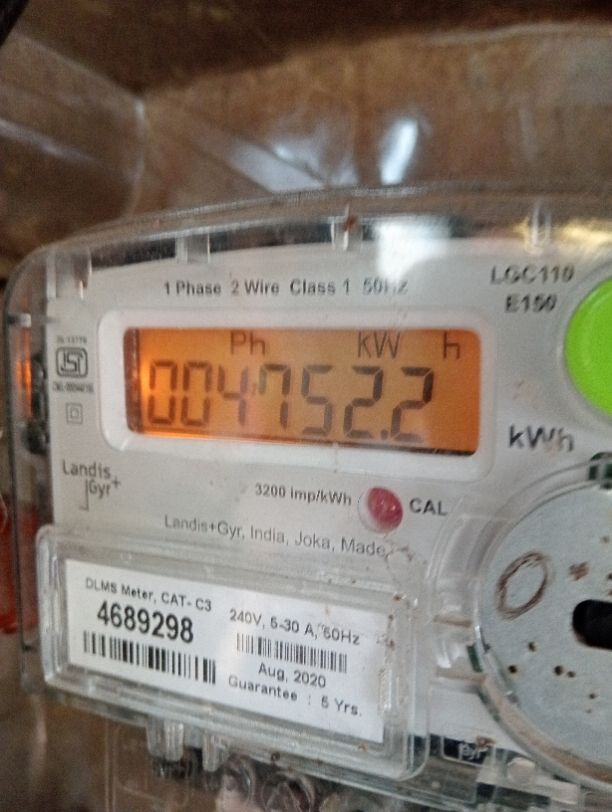 1 Phase 2 Wire Class 1 50Hz
LGC110
E150
Ph kW h
004752.2
kWh
ISI
Landis
Gyr+
3200 imp/kWh
CAL
Landis+Gyr, India, Joka, Made
DLMS Meter, CAT- C3
4689298
240V, 5-30 A, 50Hz
Aug, 2020
Guarantee : 5 Yrs.